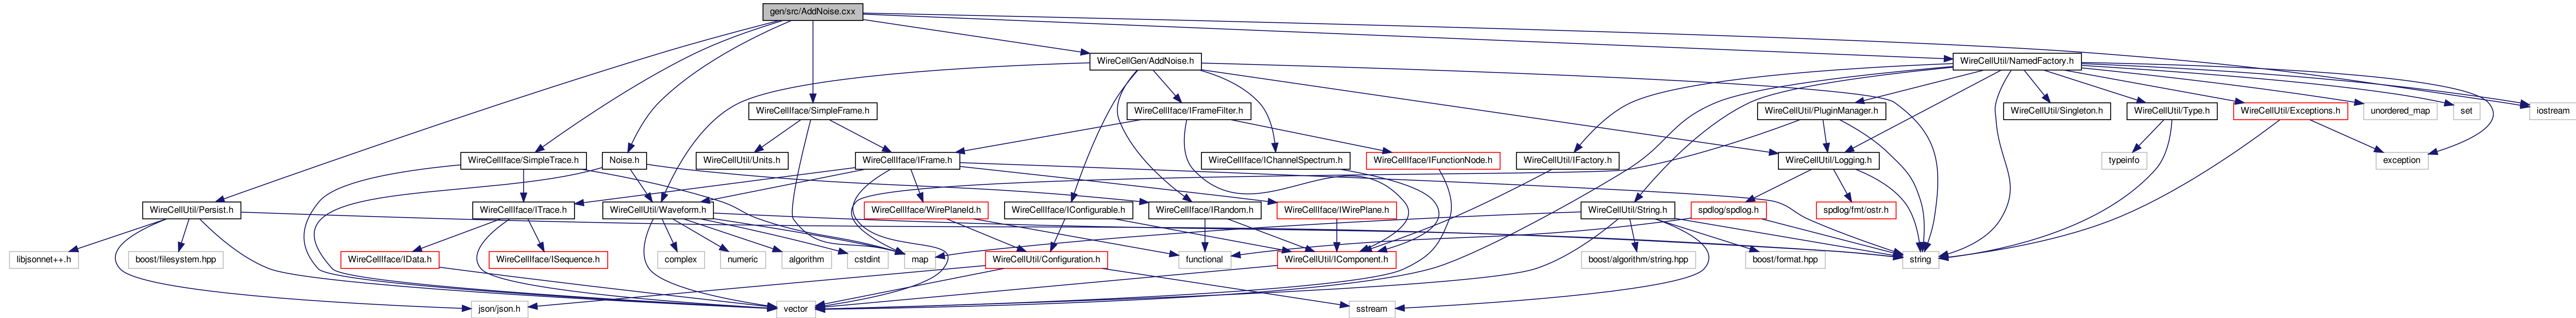 gen/src/AddNoise.cxx
WireCellGen/AddNoise.h
WireCellUtil/NamedFactory.h
WireCellIface/SimpleFrame.h
WireCellIface/IFrameFilter.h
WireCellUtil/PluginManager.h
WireCellUtil/Singleton.h
WireCellUtil/Type.h
WireCellUtil/Exceptions.h
unordered_map
set
iostream
WireCellIface/SimpleTrace.h
Noise.h
WireCellUtil/Units.h
WireCellIface/IFrame.h
WireCellIface/IChannelSpectrum.h
WireCellIface/IFunctionNode.h
WireCellUtil/IFactory.h
WireCellUtil/Logging.h
typeinfo
exception
WireCellUtil/Persist.h
WireCellIface/ITrace.h
WireCellUtil/Waveform.h
WireCellIface/WirePlaneId.h
WireCellIface/IConfigurable.h
WireCellIface/IRandom.h
WireCellIface/IWirePlane.h
WireCellUtil/String.h
spdlog/spdlog.h
spdlog/fmt/ostr.h
libjsonnet++.h
boost/filesystem.hpp
WireCellIface/IData.h
WireCellIface/ISequence.h
complex
numeric
algorithm
cstdint
map
WireCellUtil/Configuration.h
functional
WireCellUtil/IComponent.h
boost/algorithm/string.hpp
boost/format.hpp
string
json/json.h
vector
sstream